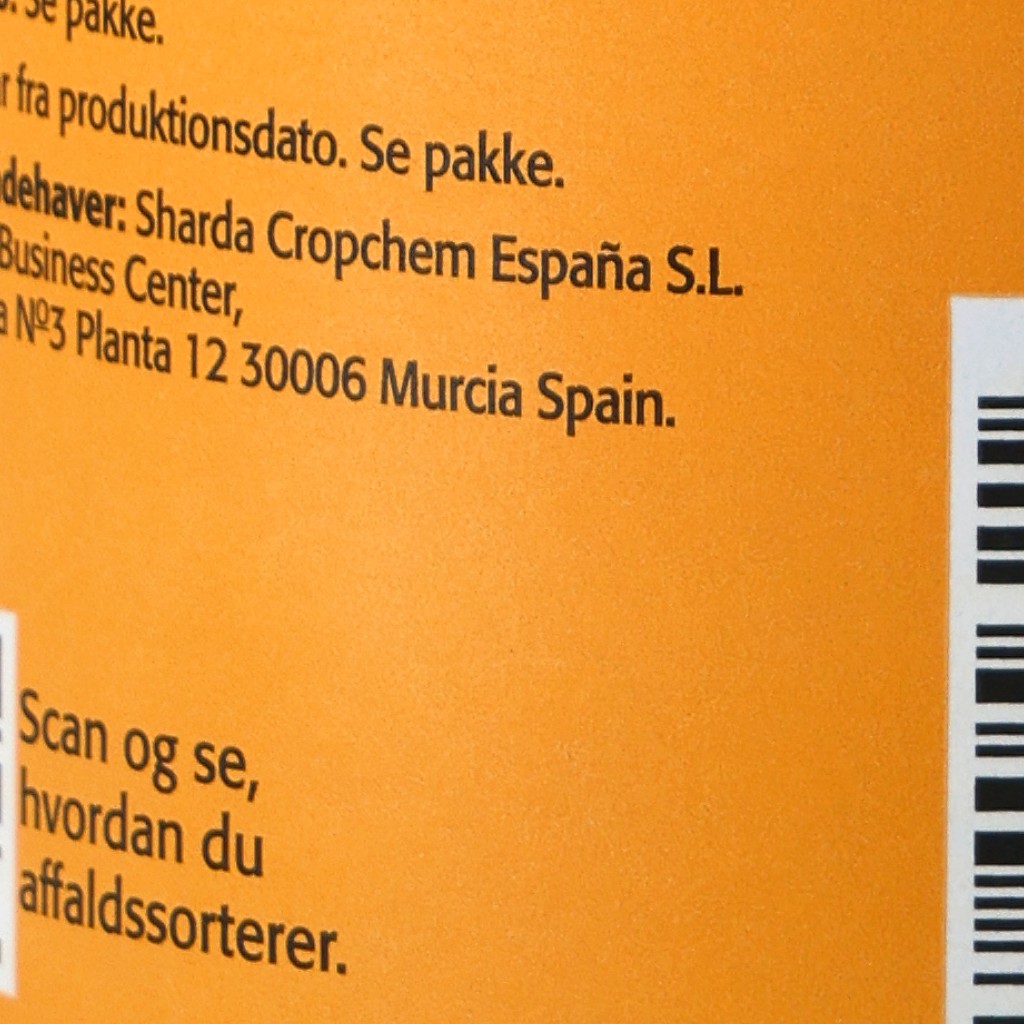 Se pakke.
fra produktionsdato. Se pakke.
Sharda Cropchem España S.L.
Business Center,
Nº3 Planta 12 30006 Murcia Spain.
Scan og se,
hvordan du
affaldssorterer.